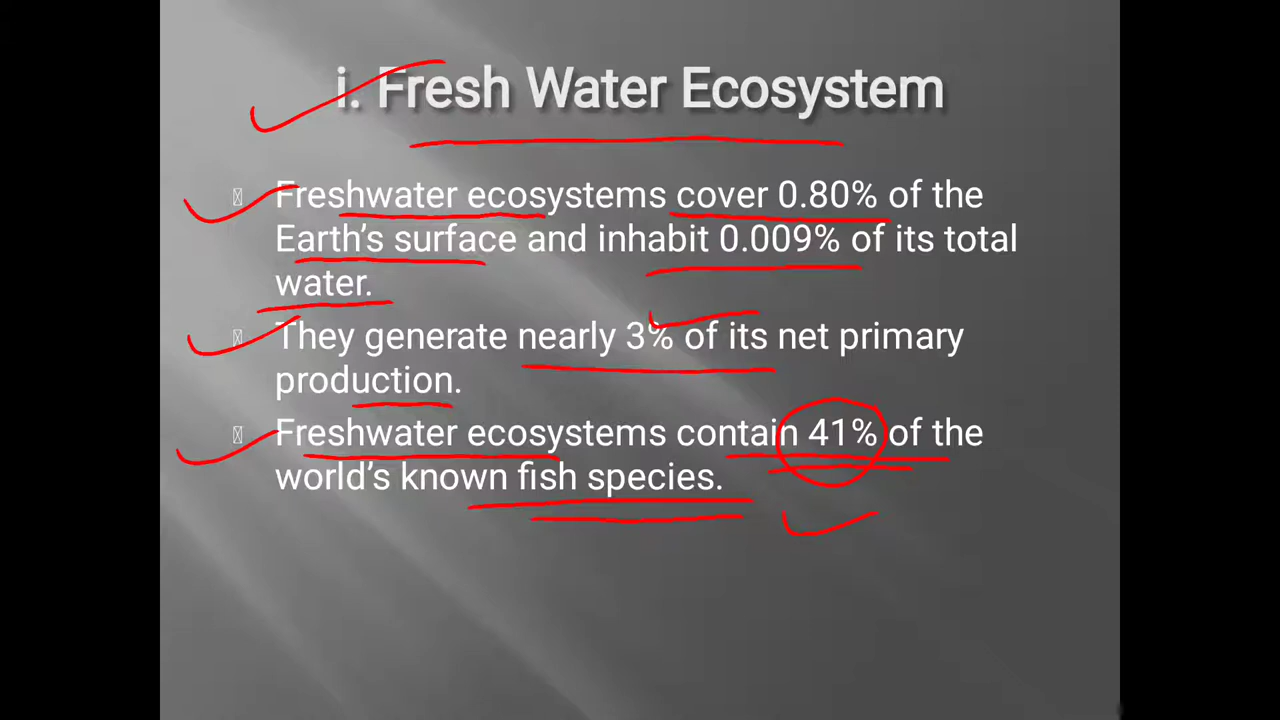 i. Fresh Water Ecosystem
Freshwater ecosystems cover 0.80% of the
Earth’s surface and inhabit 0.009% of its total
water.
They generate nearly 3% of its net primary
production.
Freshwater ecosystems contain 41% of the
world’s known fish species.